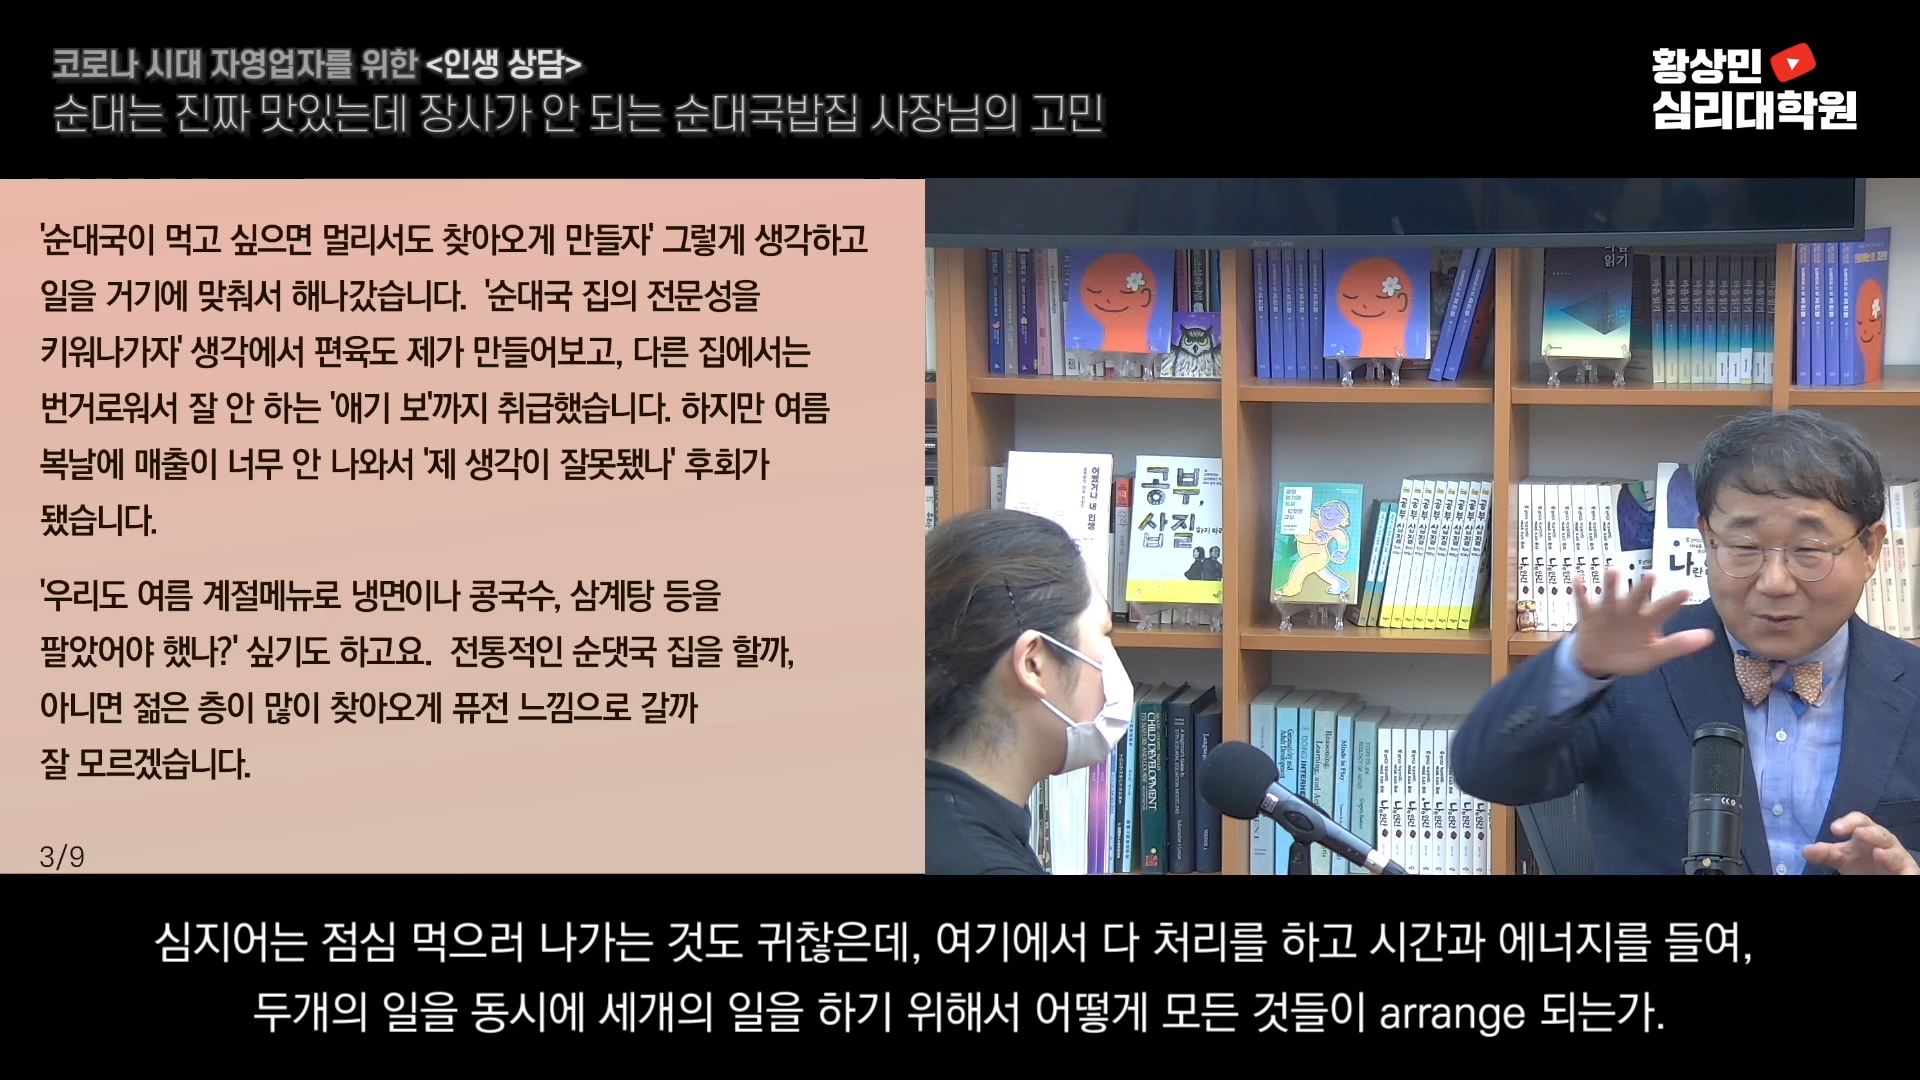 코로나 시대 자영업자를 위한 <인생 상담>
순대는 진짜 맛있는데 장사가 안 되는 순대국밥집 사장님의 고민
황상민
심리대학원
'순대국이 먹고 싶으면 멀리서도 찾아오게 만들자' 그렇게 생각하고
일을 거기에 맞춰서 해나갔습니다. '순대국 집의 전문성을
키워나가자' 생각에서 편육도 제가 만들어보고, 다른 집에서는
번거로워서 잘 안 하는 '애기 보'까지 취급했습니다. 하지만 여름
복날에 매출이 너무 안 나와서 '제 생각이 잘못됐나' 후회가
됐습니다.
'우리도 여름 계절메뉴로 냉면이나 콩국수, 삼계탕 등을
팔았어야 했나?' 싶기도 하고요. 전통적인 순댓국 집을 할까,
아니면 젊은 층이 많이 찾아오게 퓨전 느낌으로 갈까
잘 모르겠습니다.
3/9
읽기
어쨌거나 내 인생
공부,
삽질
하지 마라
나란
CHILD DEVELOPMENT
심지어는 점심 먹으러 나가는 것도 귀찮은데, 여기에서 다 처리를 하고 시간과 에너지를 들여,
두개의 일을 동시에 세개의 일을 하기 위해서 어떻게 모든 것들이 arrange 되는가.